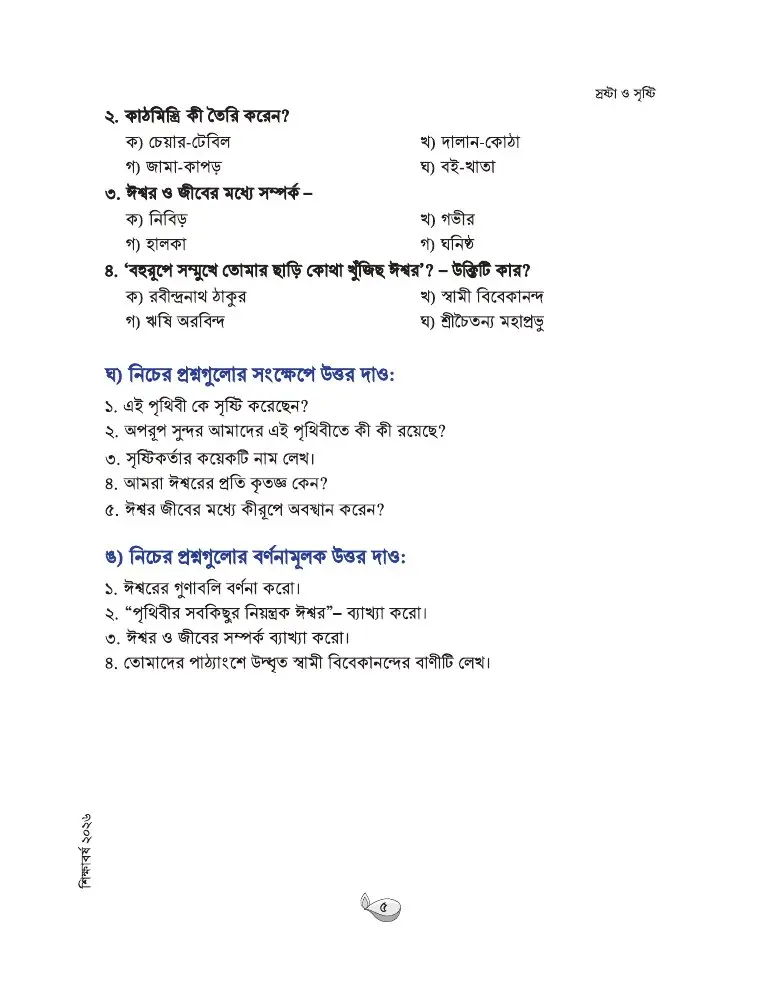 স্রষ্টা ও সৃষ্টি
২. কাঠমিস্ত্রি কী তৈরি করেন?
ক) চেয়ার-টেবিল খ) দালান-কোঠা
গ) জামা-কাপড় ঘ) বই-খাতা
৩. ঈশ্বর ও জীবের মধ্যে সম্পর্ক –
ক) নিবিড় খ) গভীর
গ) হালকা গ) ঘনিষ্ঠ
৪. ‘বহুরূপে সম্মুখে তোমার ছাড়ি কোথা খুঁজিছ ঈশ্বর’? – উক্তিটি কার?
ক) রবীন্দ্রনাথ ঠাকুর খ) স্বামী বিবেকানন্দ
গ) ঋষি অরবিন্দ ঘ) শ্রীচৈতন্য মহাপ্রভু
ঘ) নিচের প্রশ্নগুলোর সংক্ষেপে উত্তর দাও:
১. এই পৃথিবী কে সৃষ্টি করেছেন?
২. অপরূপ সুন্দর আমাদের এই পৃথিবীতে কী কী রয়েছে?
৩. সৃষ্টিকর্তার কয়েকটি নাম লেখ।
৪. আমরা ঈশ্বরের প্রতি কৃতজ্ঞ কেন?
৫. ঈশ্বর জীবের মধ্যে কীরূপে অবস্থান করেন?
ঙ) নিচের প্রশ্নগুলোর বর্ণনামূলক উত্তর দাও:
১. ঈশ্বরের গুণাবলি বর্ণনা করো।
২. “পৃথিবীর সবকিছুর নিয়ন্ত্রক ঈশ্বর”– ব্যাখ্যা করো।
৩. ঈশ্বর ও জীবের সম্পর্ক ব্যাখ্যা করো।
৪. তোমাদের পাঠ্যাংশে উদ্ধৃত স্বামী বিবেকানন্দের বাণীটি লেখ।
শিক্ষাবর্ষ ২০২৬
৫